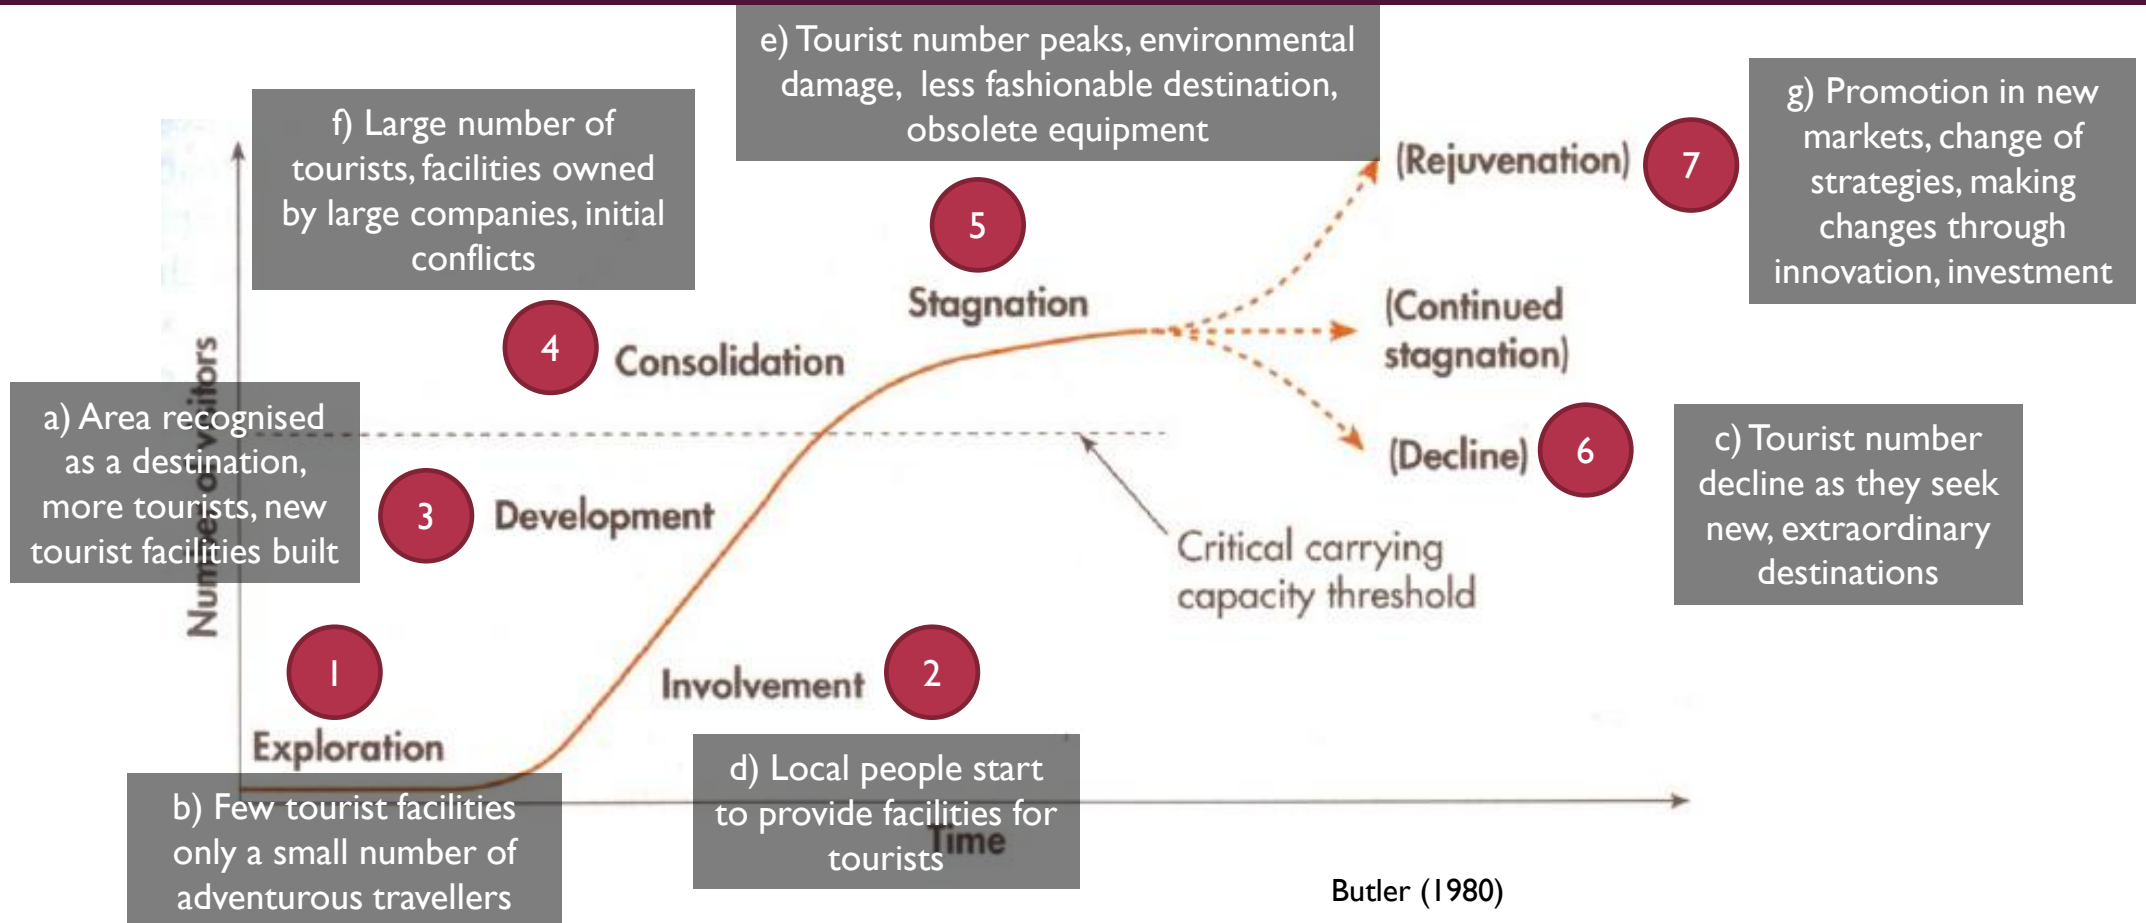 e) Tourist number peaks, environmental
damage, less fashionable destination,
obsolete equipment
g) Promotion in new
markets, change of
strategies, making
changes through
innovation, investment
f) Large number of
tourists, facilities owned
by large companies, initial
conflicts
(Rejuvenation)
7
5
Stagnation
(Continued
stagnation)
4
Consolidation
Number of visitors
a) Area recognised
as a destination,
more tourists, new
tourist facilities built
3
Development
(Decline)
6
c) Tourist number
decline as they seek
new, extraordinary
destinations
Critical carrying
capacity threshold
1
Exploration
Involvement
2
b) Few tourist facilities
only a small number of
adventurous travellers
d) Local people start
to provide facilities for
tourists
Time
Butler (1980)